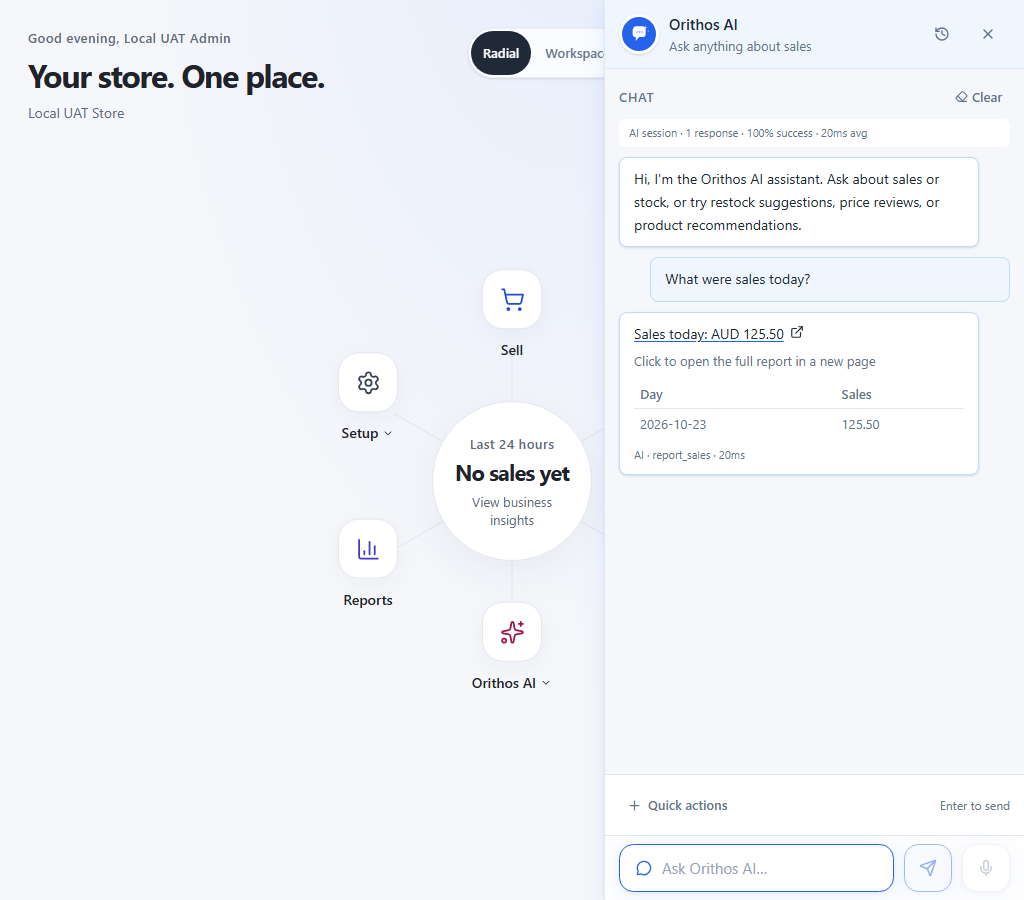 Good evening, Local UAT Admin
Your store. One place.
Local UAT Store
Radial
Workspac
Sell
Setup
Last 24 hours
No sales yet
View business
insights
Reports
Orithos AI
Orithos AI
Ask anything about sales
CHAT
Clear
AI session · 1 response · 100% success · 20ms avg
Hi, I'm the Orithos AI assistant. Ask about sales or
stock, or try restock suggestions, price reviews, or
product recommendations.
What were sales today?
Sales today: AUD 125.50
Click to open the full report in a new page
Day Sales
2026-10-23 125.50
AI · report_sales · 20ms
Quick actions
Enter to send
Ask Orithos AI...